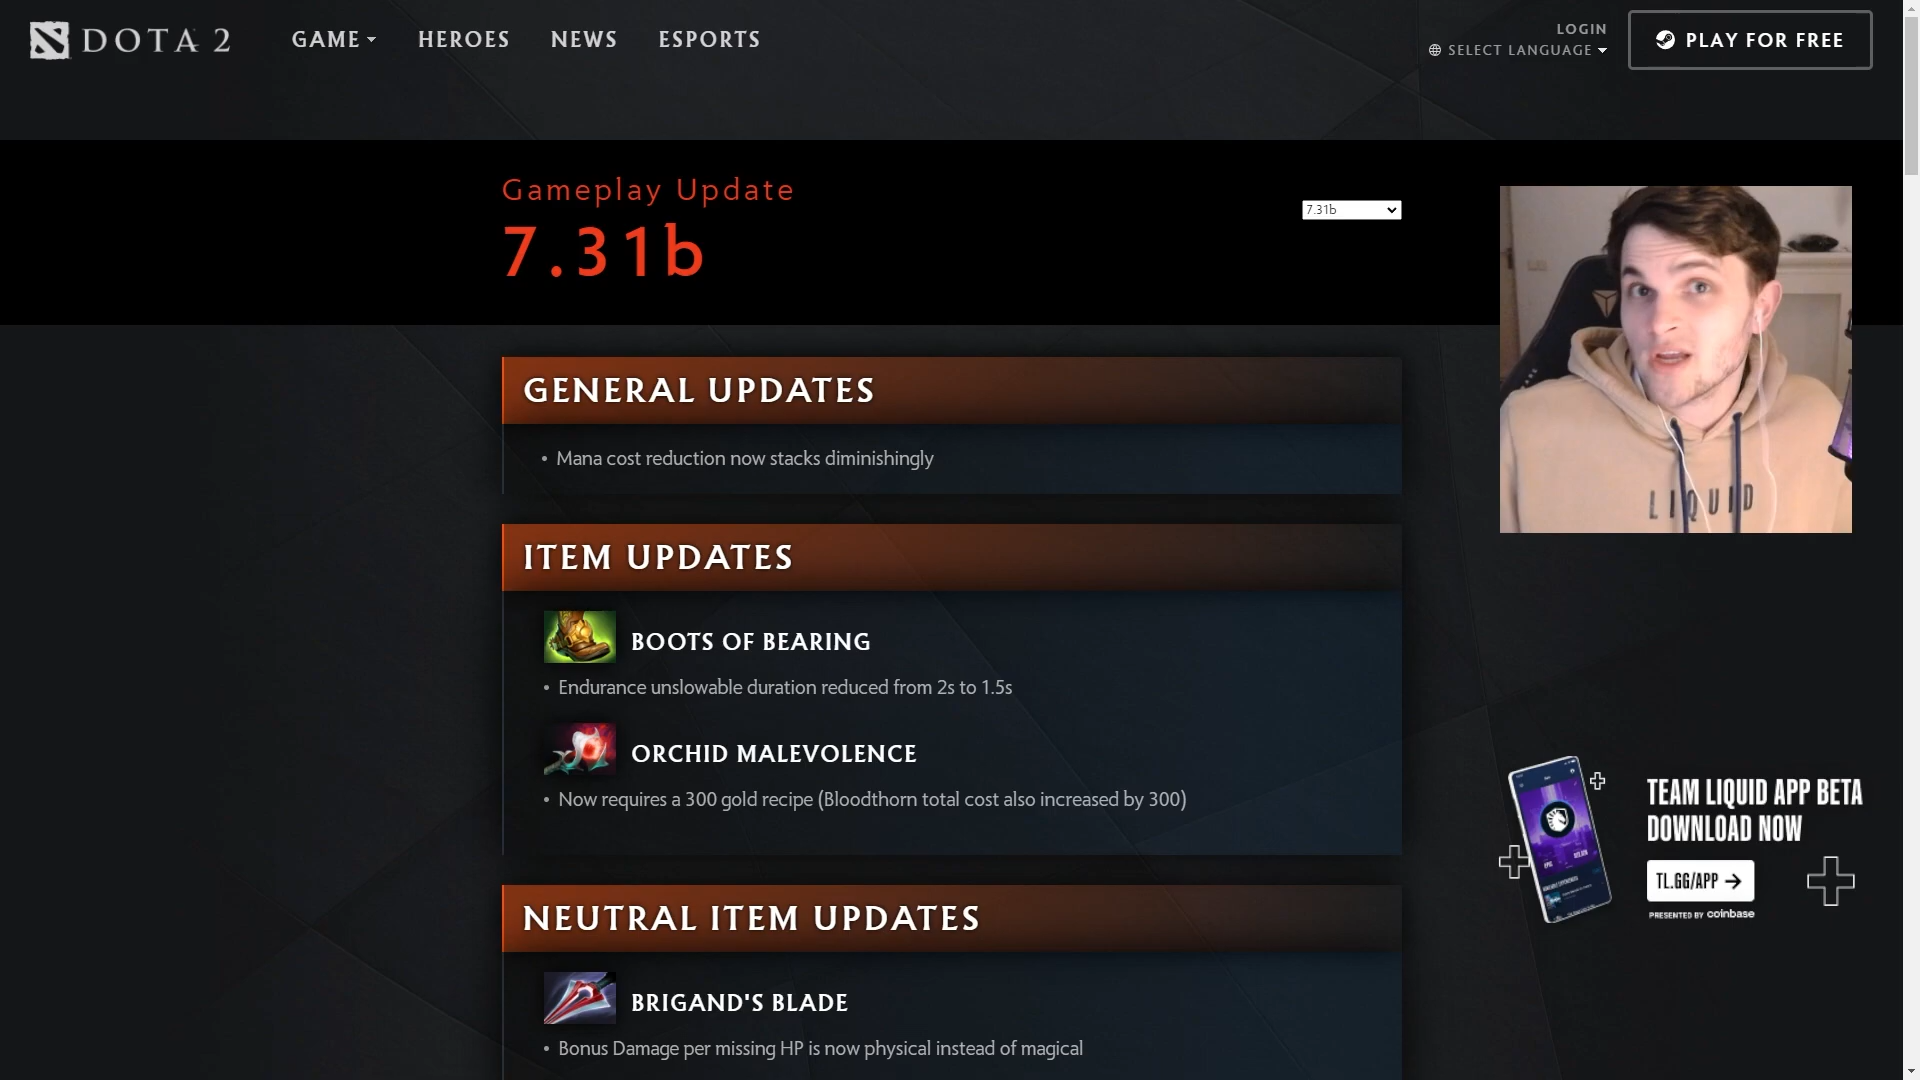 DOTA 2
GAME
HEROES
NEWS
ESPORTS
LOGIN
SELECT LANGUAGE
PLAY FOR FREE
Gameplay Update
7.31b
7.31b
GENERAL UPDATES
• Mana cost reduction now stacks diminishingly
ITEM UPDATES
BOOTS OF BEARING
• Endurance unslowable duration reduced from 2s to 1.5s
ORCHID MALEVOLENCE
• Now requires a 300 gold recipe (Bloodthorn total cost also increased by 300)
NEUTRAL ITEM UPDATES
BRIGAND'S BLADE
• Bonus Damage per missing HP is now physical instead of magical
LIQUID
TEAM LIQUID APP BETA
DOWNLOAD NOW
TL.GG/APP →
PRESENTED BY coinbase